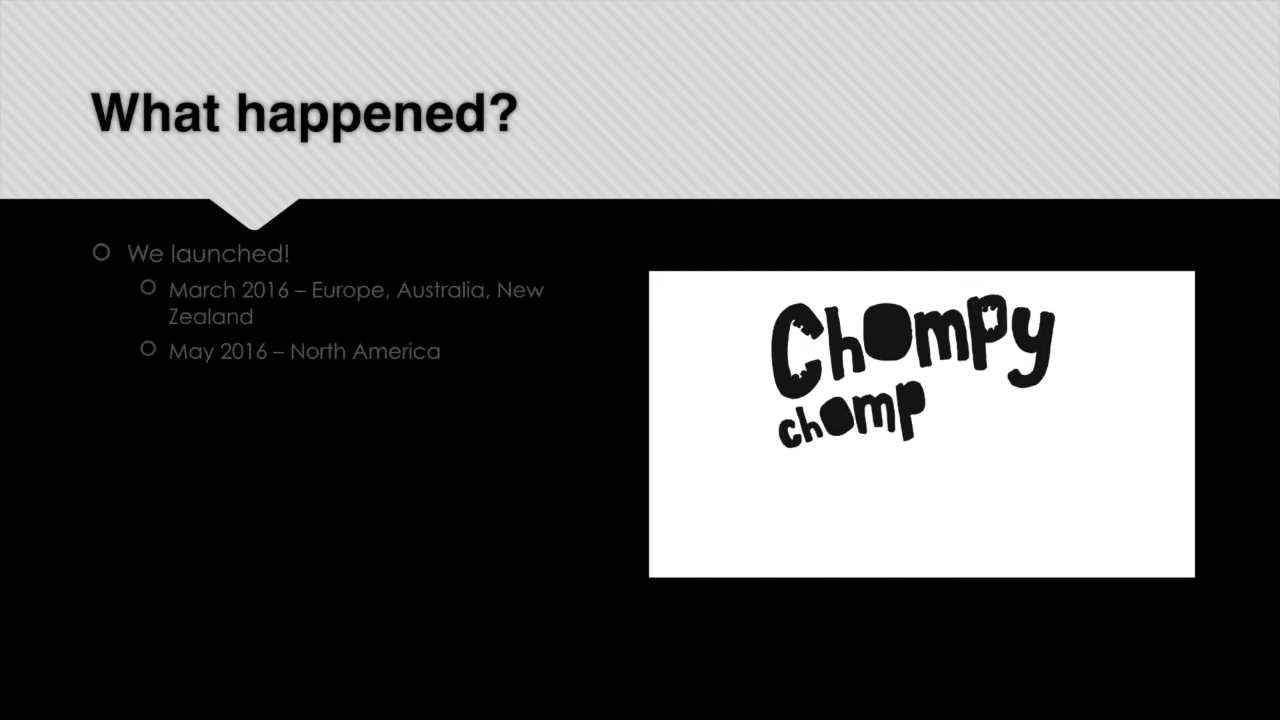 What happened?
We launched!
March 2016 – Europe, Australia, New
Zealand
May 2016 – North America
Chompy
chomp